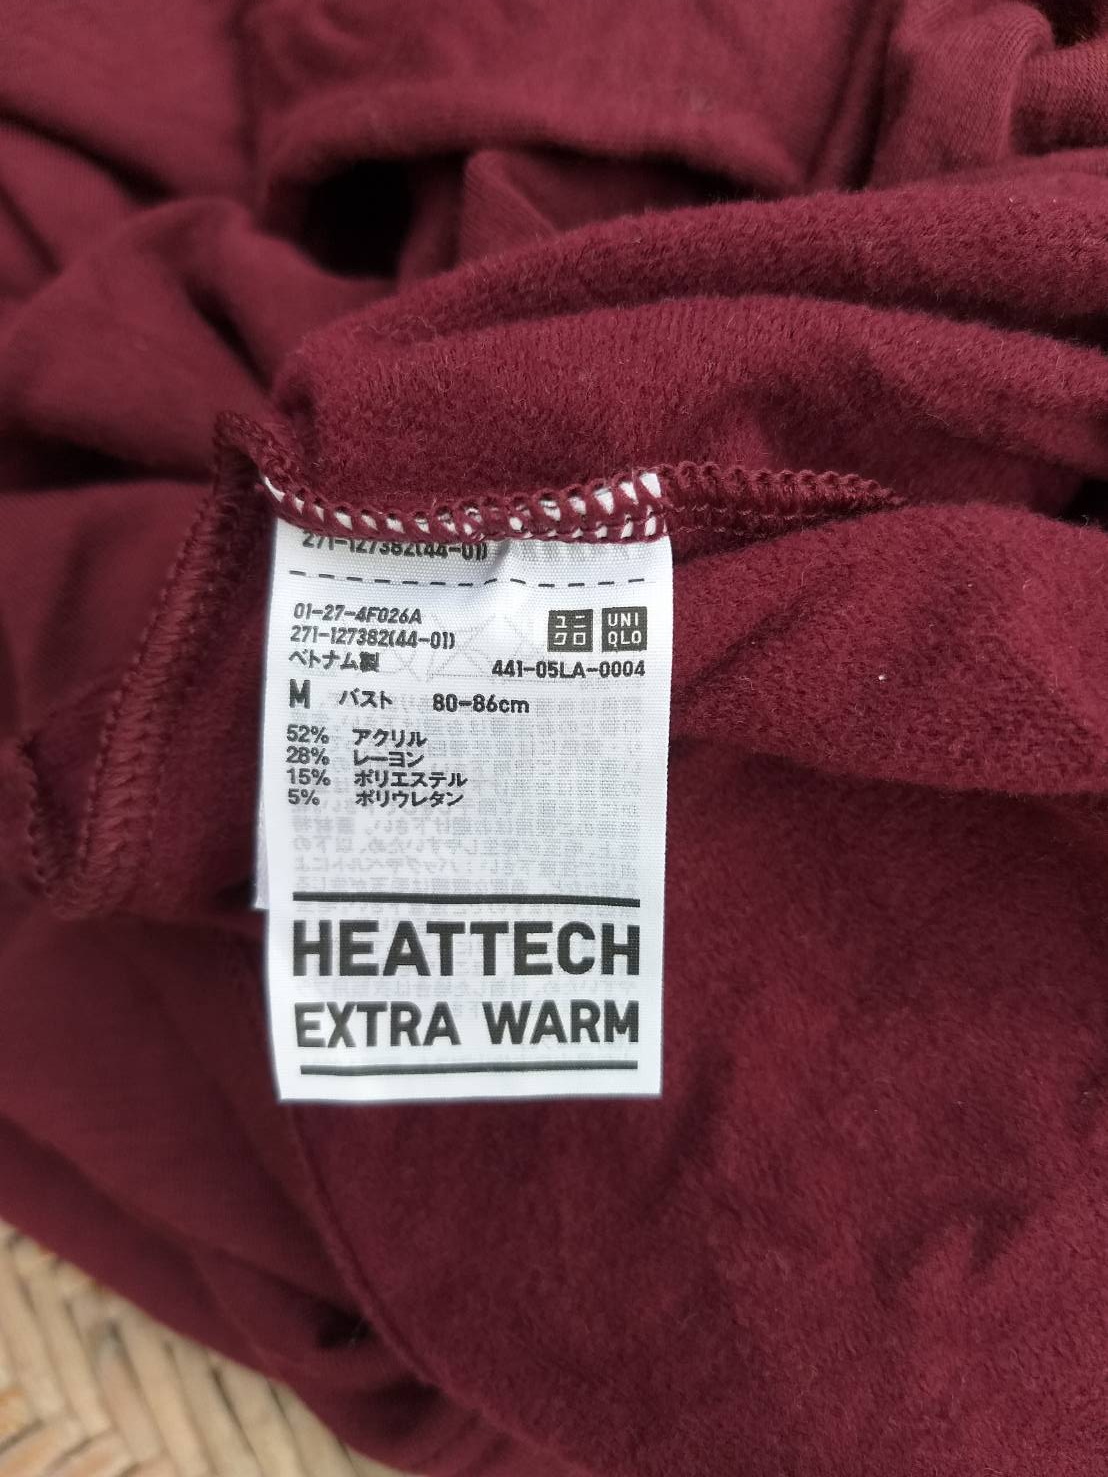 271-127382(44-01)
01-27-4F026A
271-127382(44-01)
ユニクロ UNIQLO
ベトナム製
441-05LA-0004
M バスト 80-86cm
52% アクリル
28% レーヨン
15% ポリエステル
5% ポリウレタン
HEATTECH
EXTRA WARM